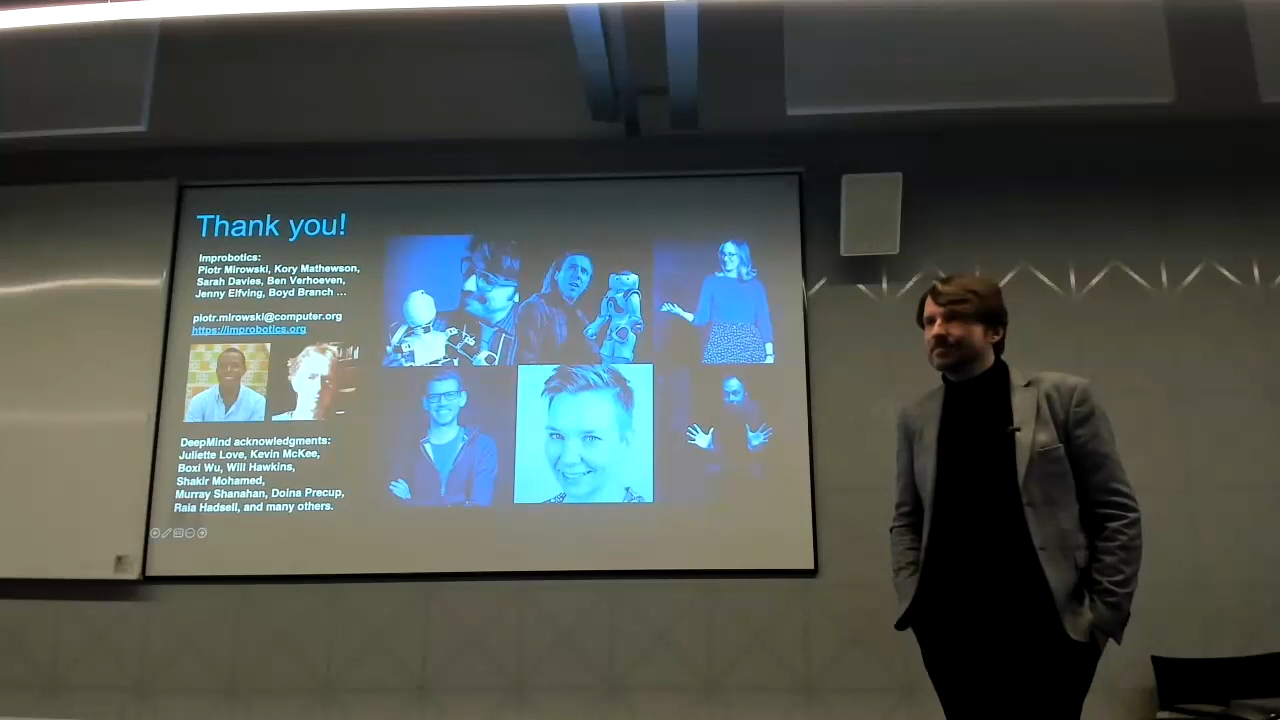 Thank you!
Improbotics:
Piotr Mirowski, Kory Mathewson,
Sarah Davies, Ben Verhoeven,
Jenny Elfving, Boyd Branch ...
piotr.mirowski@computer.org
https://improbotics.org
DeepMind acknowledgments:
Juliette Love, Kevin McKee,
Boxi Wu, Will Hawkins,
Shakir Mohamed,
Murray Shanahan, Doina Precup,
Raia Hadsell, and many others.